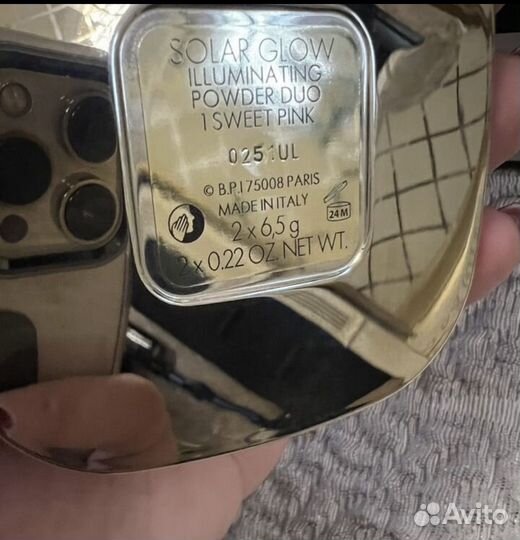 SOLAR GLOW
ILLUMINATING
POWDER DUO
1 SWEET PINK
0251UL
© B.P.I 75008 PARIS
MADE IN ITALY
24M
2 x 6,5 g
2 x 0.22 OZ. NET WT.
Avito